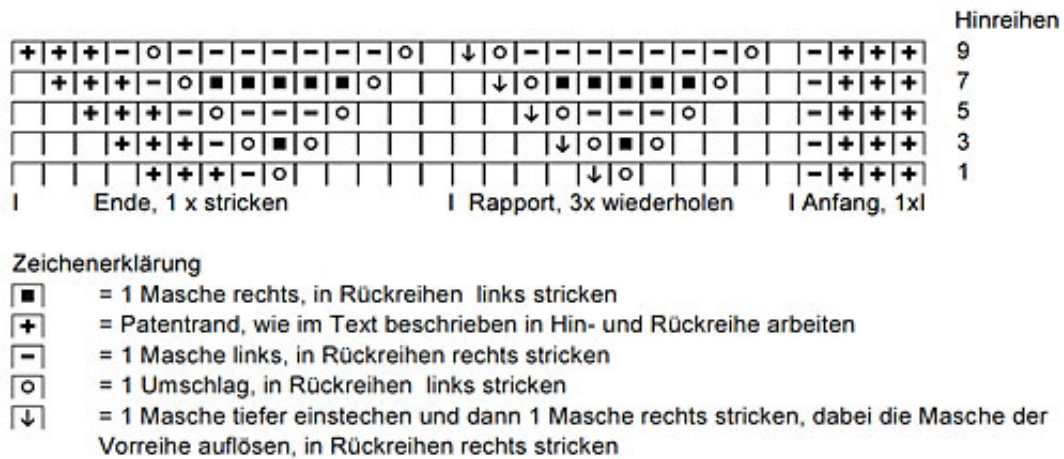 Hinreihen
9
7
5
3
1
I Ende, 1 x stricken I Rapport, 3x wiederholen I Anfang, 1xI
Zeichenerklärung
■ = 1 Masche rechts, in Rückreihen links stricken
+ = Patentrand, wie im Text beschrieben in Hin- und Rückreihe arbeiten
− = 1 Masche links, in Rückreihen rechts stricken
o = 1 Umschlag, in Rückreihen links stricken
↓ = 1 Masche tiefer einstechen und dann 1 Masche rechts stricken, dabei die Masche der
Vorreihe auflösen, in Rückreihen rechts stricken